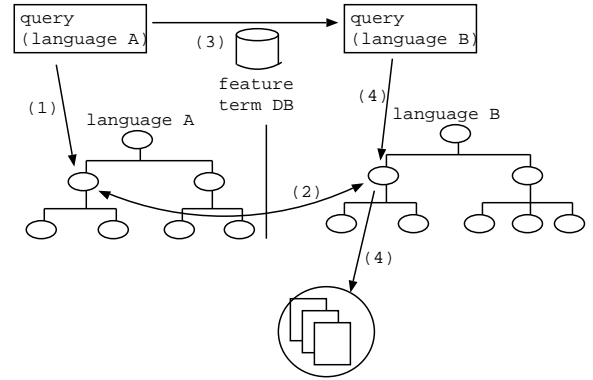 query
(language A)
(3)
query
(language B)
feature
term DB
(1)
language A
(4)
language B
(2)
(4)